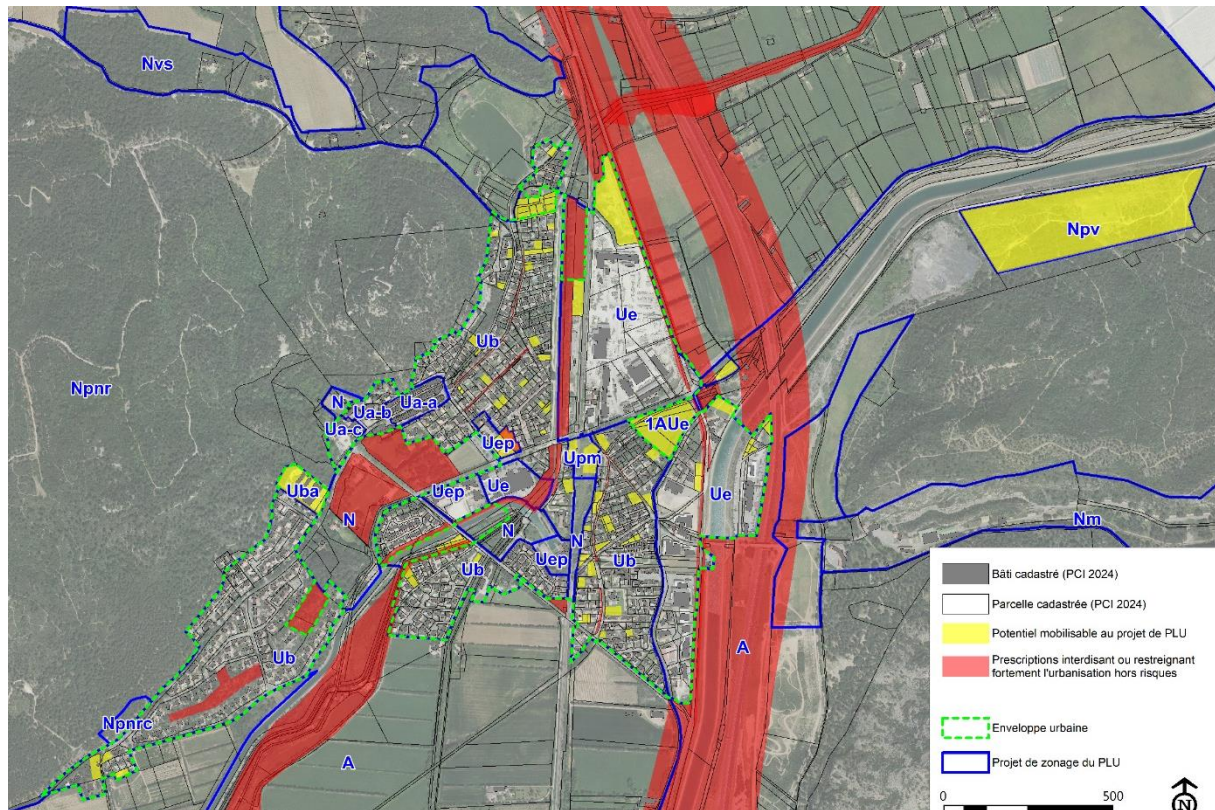 Nvs
Npv
Ue
Ub
Npnr
N
Ua-b
Ua-a
Ua-c
1AUe
Uep
Upm
Uba
Uep
Ue
Ue
N
N
N
Nm
Uep
Ub
Ub
Ub
A
Npnrc
A
Bâti cadastré (PCI 2024)
Parcelle cadastrée (PCI 2024)
Potentiel mobilisable au projet de PLU
Prescriptions interdisant ou restreignant
fortement l'urbanisation hors risques
Enveloppe urbaine
Projet de zonage du PLU
0
500
N